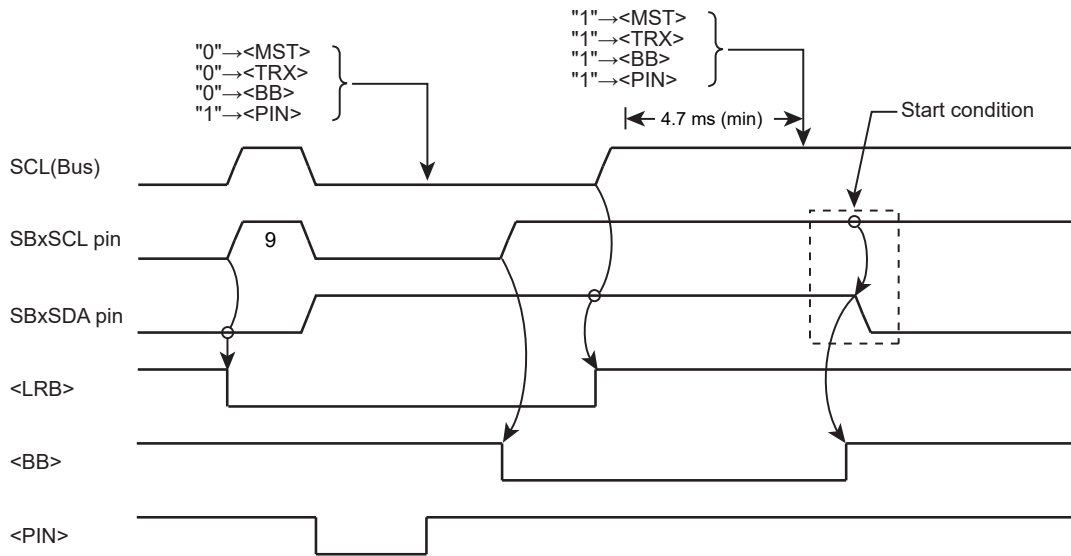 "0"→<MST>
"0"→<TRX>
"0"→<BB>
"1"→<PIN>
"1"→<MST>
"1"→<TRX>
"1"→<BB>
"1"→<PIN>
4.7 ms (min)
Start condition
SCL(Bus)
SBxSCL pin
9
SBxSDA pin
<LRB>
<BB>
<PIN>